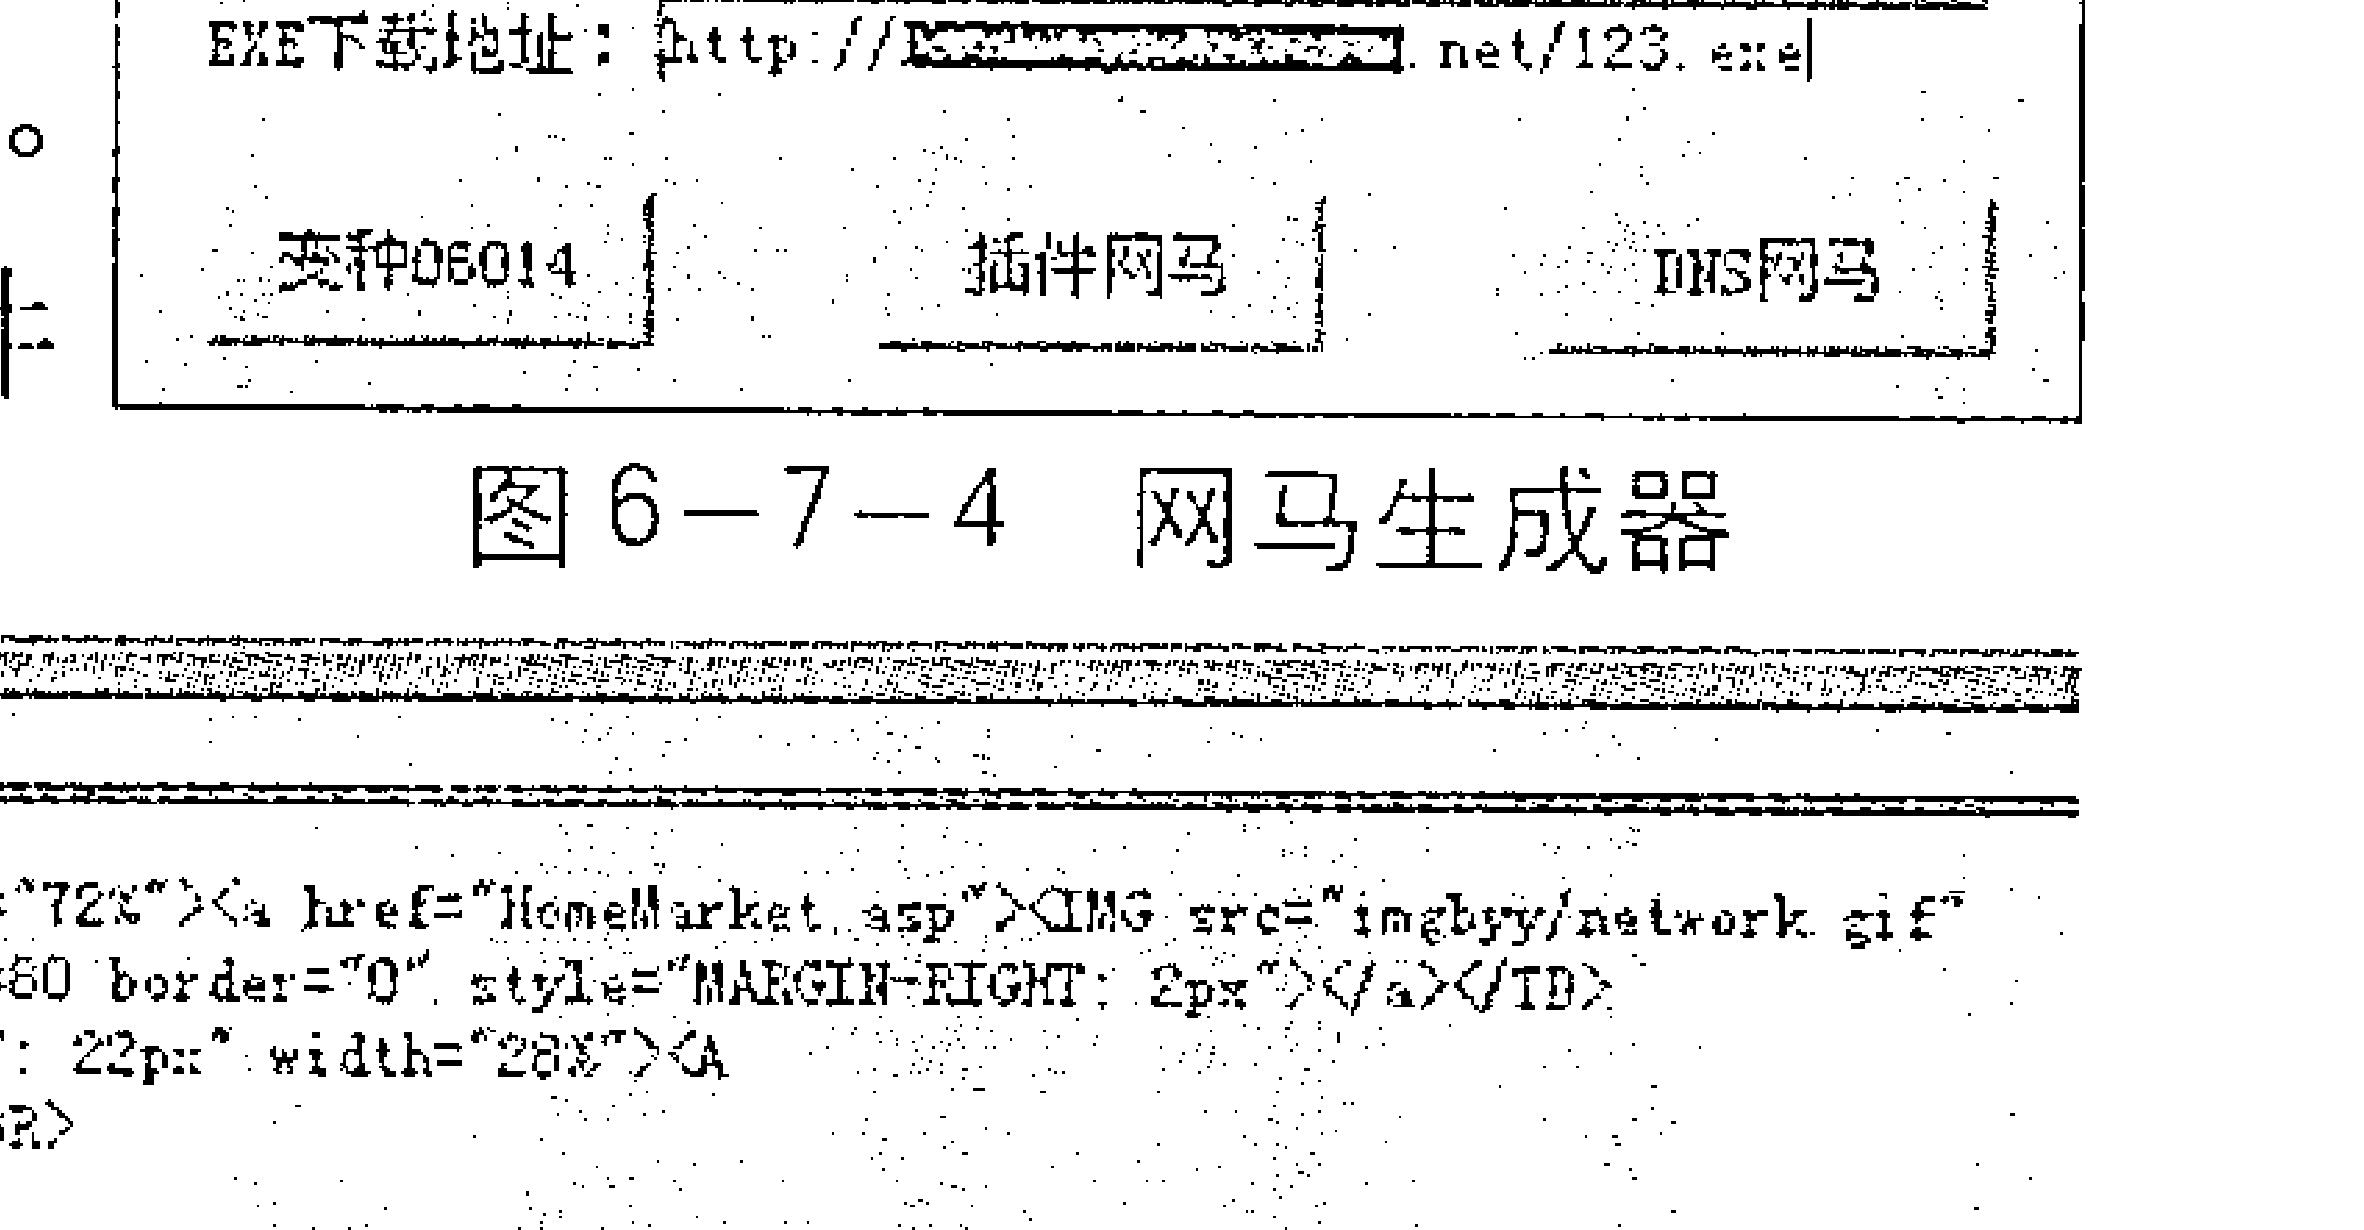 EXE下载地址: http://.net/123.exe
变种06014 插件网马 DNS网马
图6-7-4 网马生成器
"72%"><a href="HomeMarket.asp"><IMG src="imgbyy/network.gif"
60 border="0" style="MARGIN-RIGHT: 2px"></a></TD>
: 22px" width="28%"><A
R>